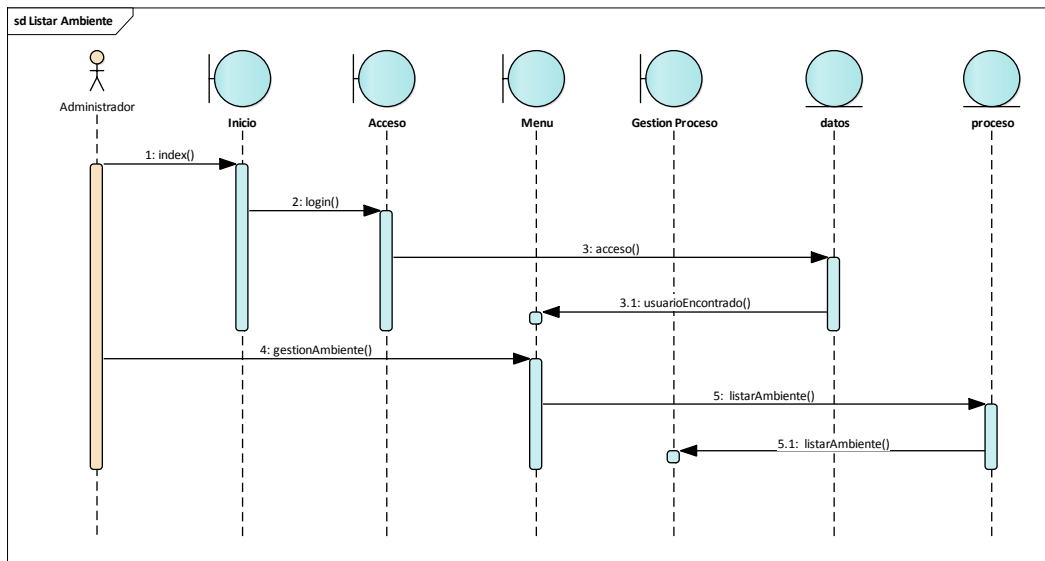 sd Listar Ambiente
Administrador
Inicio
Acceso
Menu
Gestion Proceso
datos
proceso
1: index()
2: login()
3: acceso()
3.1: usuarioEncontrado()
4: gestionAmbiente()
5: listarAmbiente()
5.1: listarAmbiente()